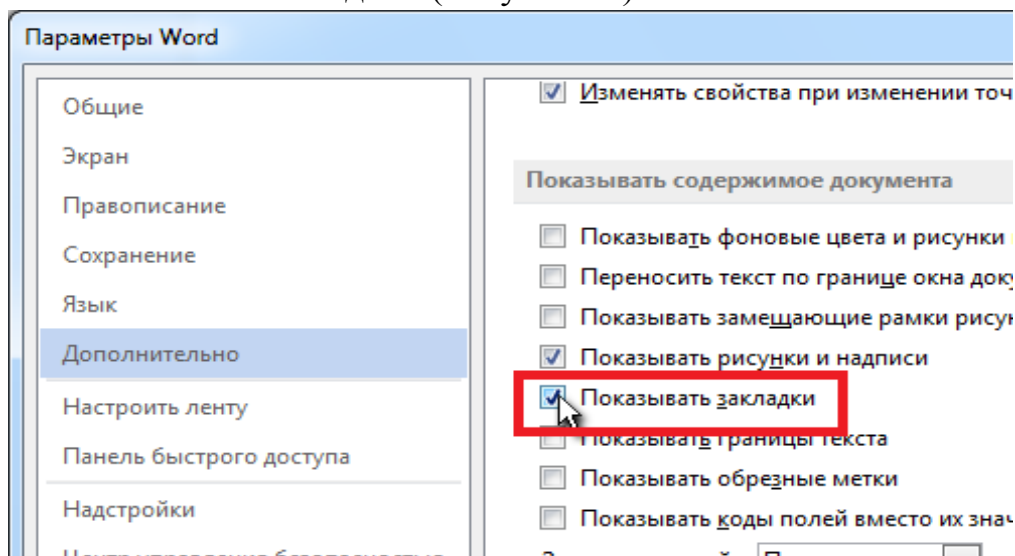 Параметры Word
Общие
Экран
Правописание
Сохранение
Язык
Дополнительно
Настроить ленту
Панель быстрого доступа
Надстройки
Изменять свойства при изменении точ
Показывать содержимое документа
Показывать фоновые цвета и рисунки
Переносить текст по границе окна док
Показывать замещающие рамки рисун
Показывать рисунки и надписи
Показывать закладки
Показывать границы текста
Показывать обрезные метки
Показывать коды полей вместо их знач